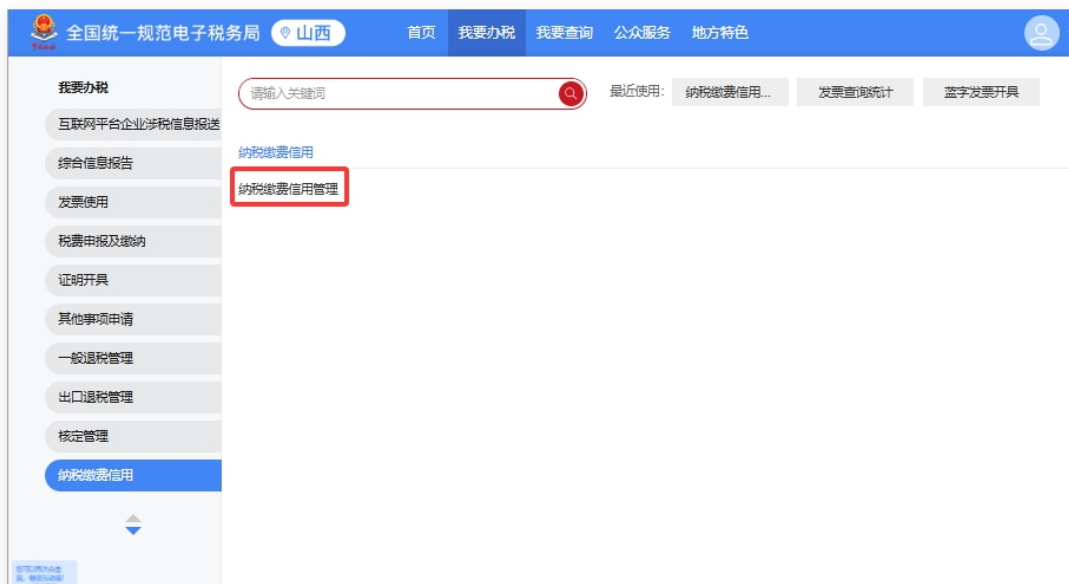 全国统一规范电子税务局 山西 首页 我要办税 我要查询 公众服务 地方特色
我要办税
互联网平台企业涉税信息报送
综合信息报告
发票使用
税费申报及缴纳
证明开具
其他事项申请
一般退税管理
出口退税管理
核定管理
纳税缴费信用
请输入关键词
最近使用: 纳税缴费信用... 发票查询统计 蓝字发票开具
纳税缴费信用
纳税缴费信用管理